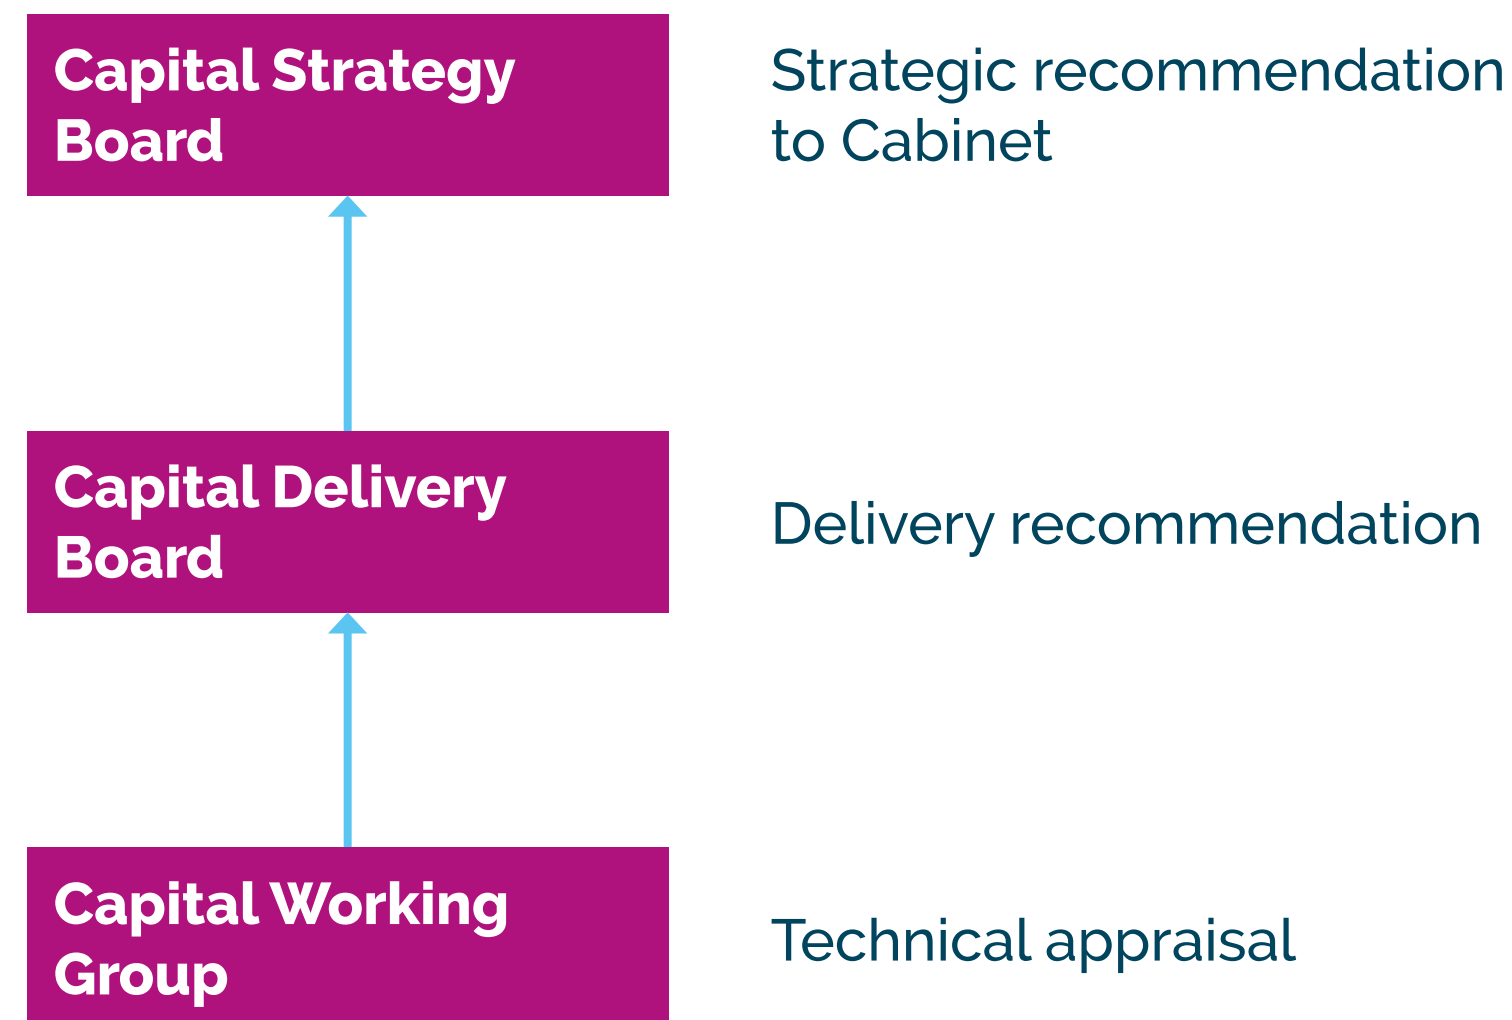 Capital Strategy
Board
Strategic recommendation
to Cabinet
Capital Delivery
Board
Delivery recommendation
Capital Working
Group
Technical appraisal